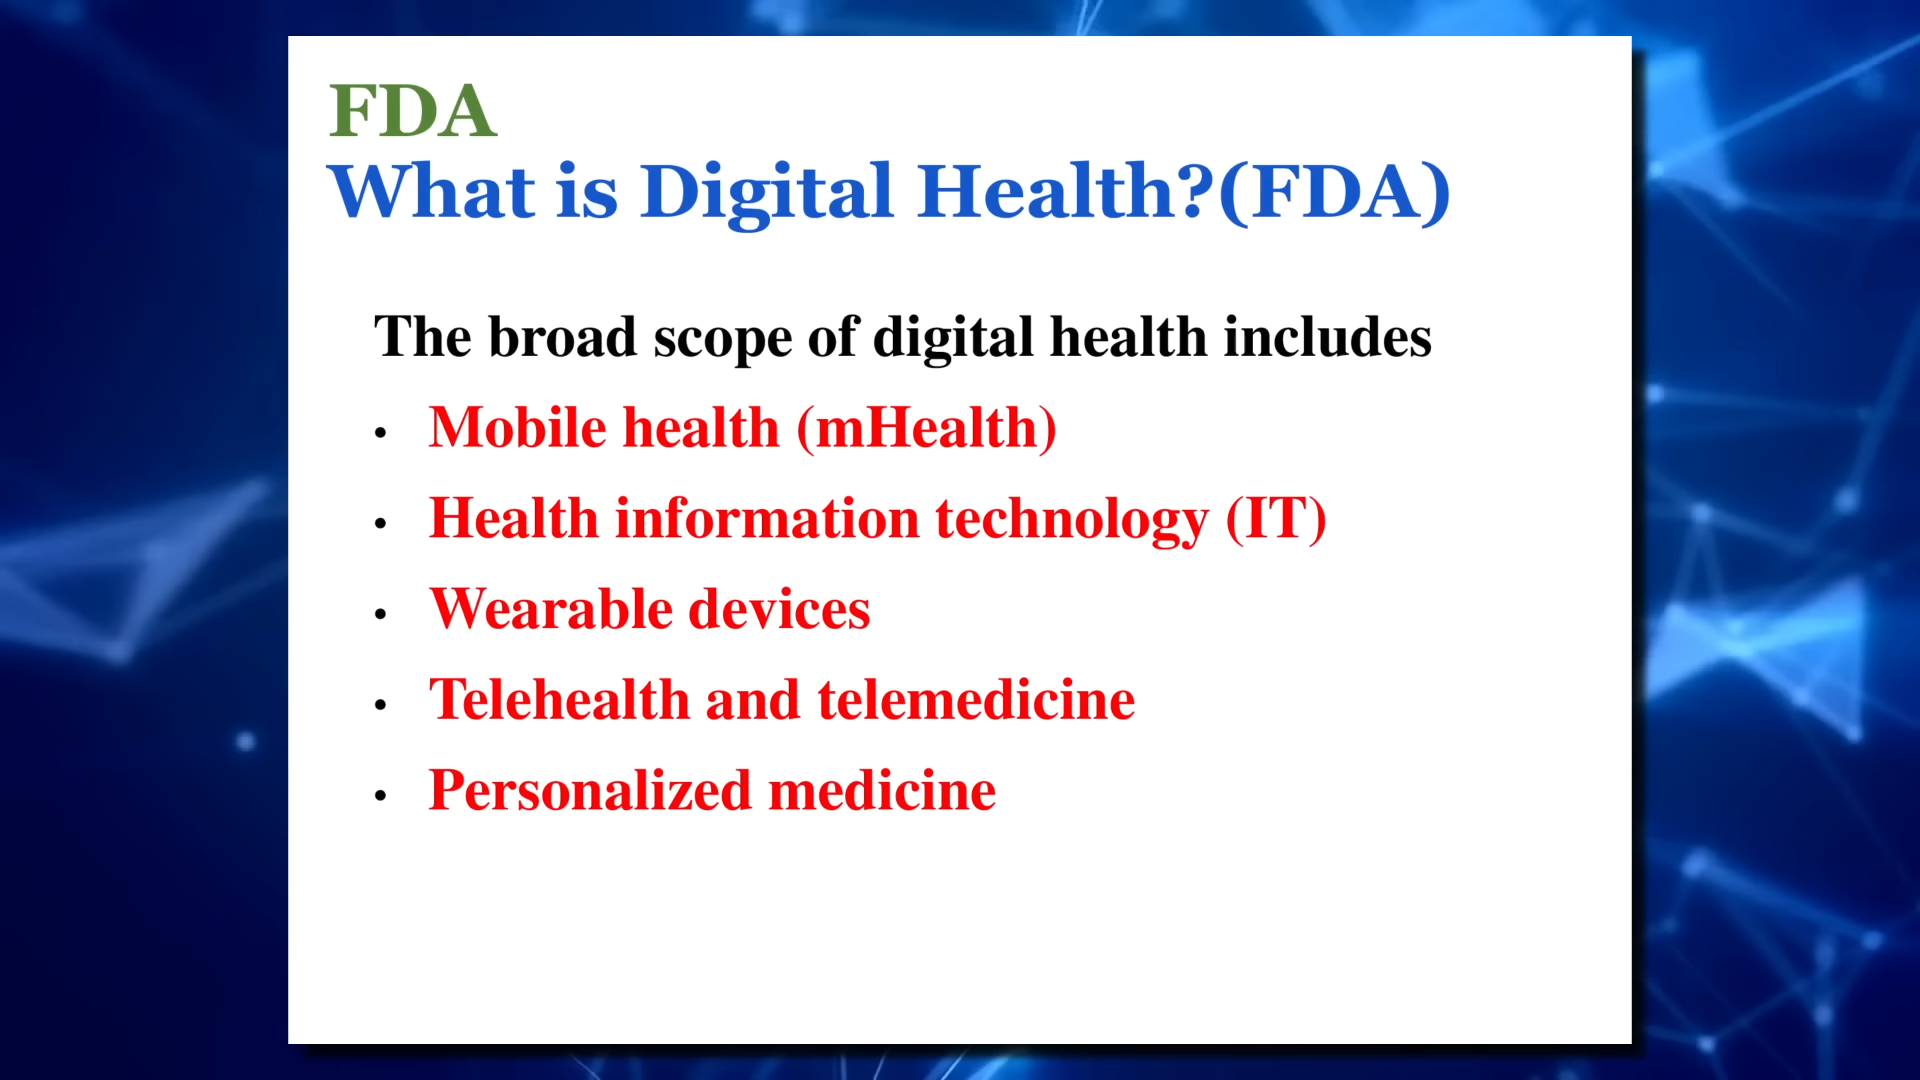 FDA
What is Digital Health?(FDA)
The broad scope of digital health includes
• Mobile health (mHealth)
• Health information technology (IT)
• Wearable devices
• Telehealth and telemedicine
• Personalized medicine